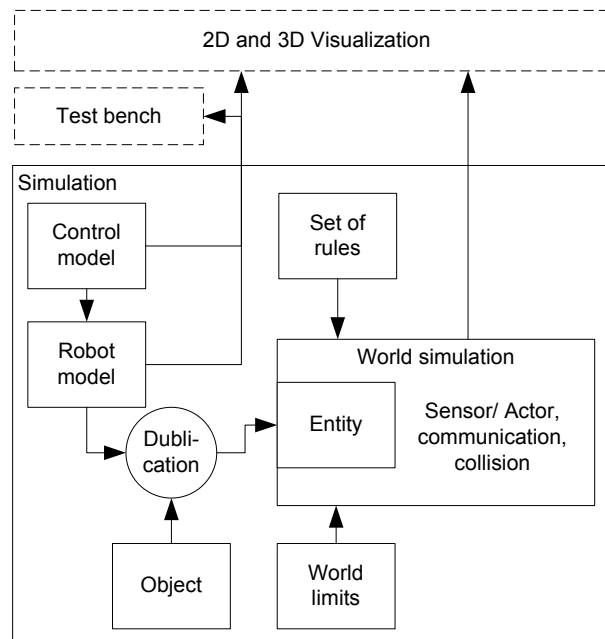 2D and 3D Visualization
Test bench
Simulation
Control
model
Set of
rules
Robot
model
World simulation
Sensor/ Actor,
communication,
collision
Entity
Dubli-
cation
Object
World
limits